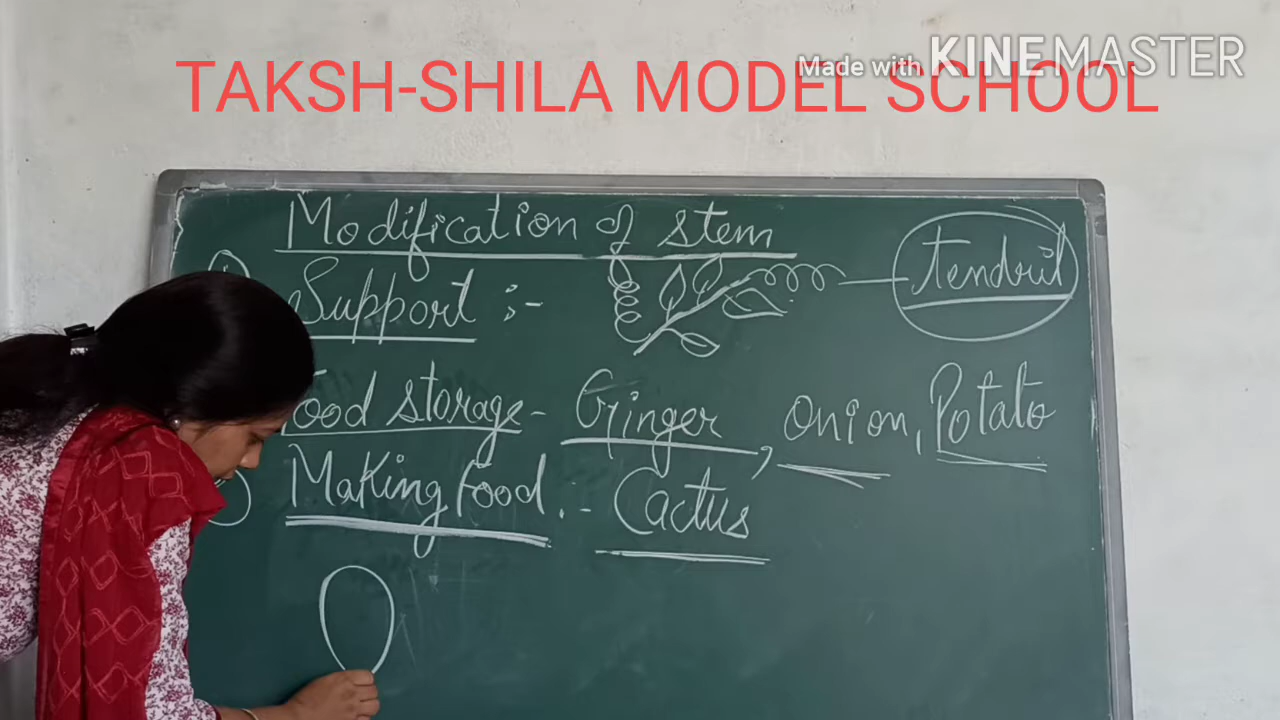 Made with KINEMASTER
TAKSH-SHILA MODEL SCHOOL
Modification of stem
Support :- tendril
Food storage - Ginger, Onion, Potato
Making Food :- Cactus